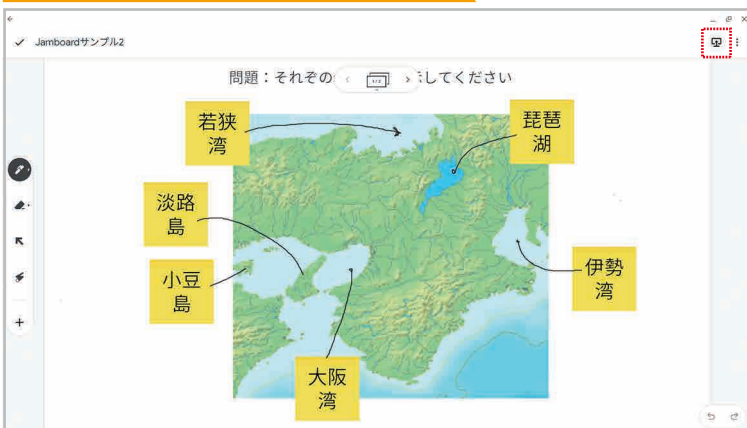 Jamboardサンプル2
問題：それぞの
示してください
若狭
湾
琵琶
湖
淡路
島
小豆
島
伊勢
湾
大阪
湾